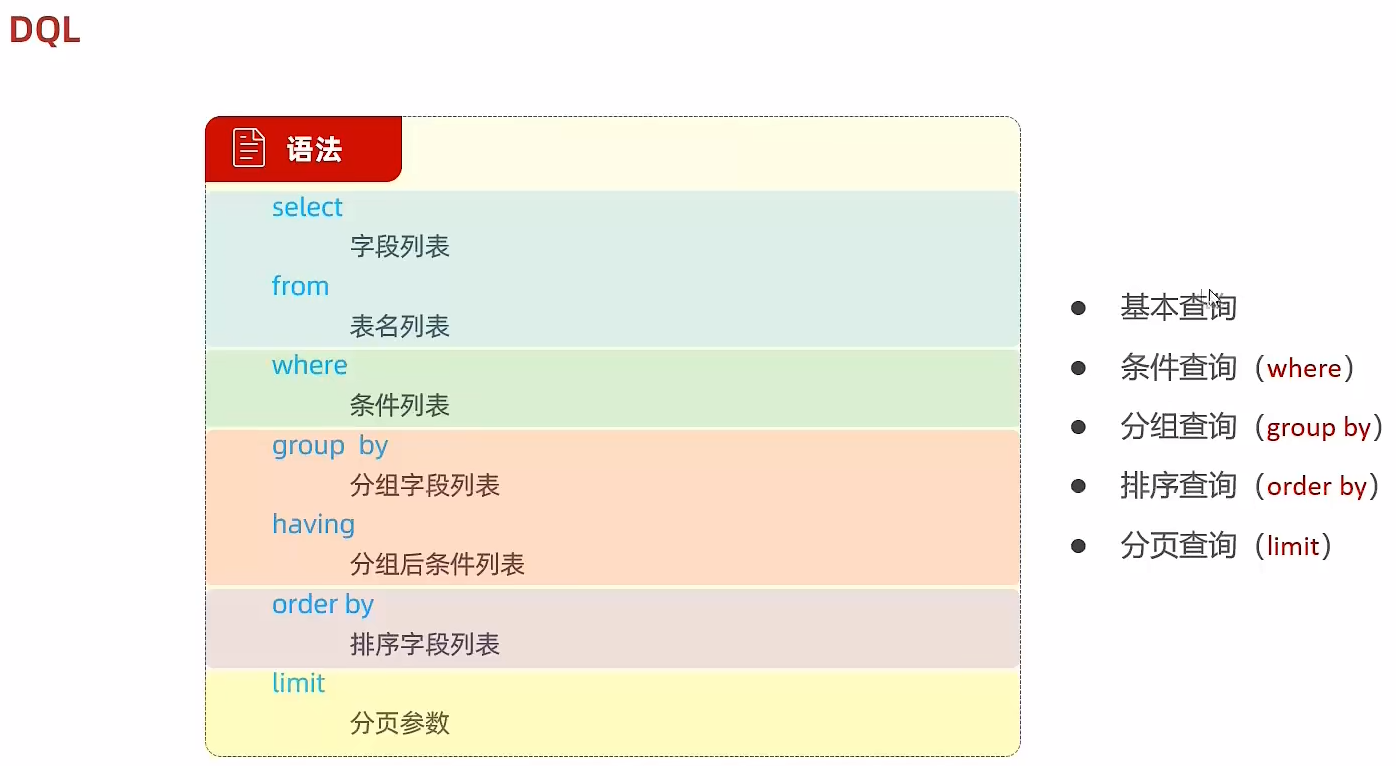 DQL
语法
select
字段列表
from
表名列表
where
条件列表
group by
分组字段列表
having
分组后条件列表
order by
排序字段列表
limit
分页参数
基本查询
条件查询（where）
分组查询（group by）
排序查询（order by）
分页查询（limit）